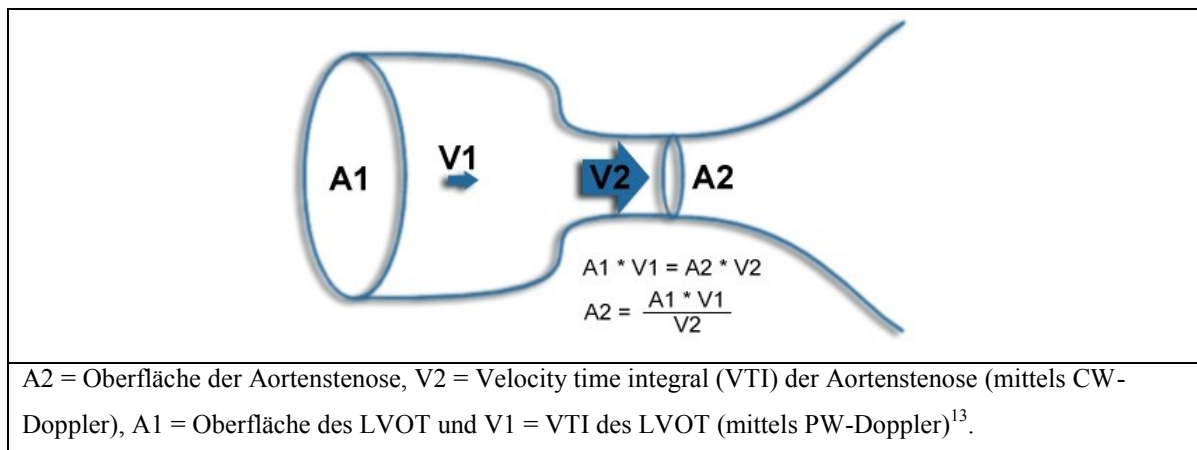 A1
V1
V2
A2
A1 * V1 = A2 * V2
A2 = A1 * V1
V2
A2 = Oberfläche der Aortenstenose, V2 = Velocity time integral (VTI) der Aortenstenose (mittels CW-
Doppler), A1 = Oberfläche des LVOT und V1 = VTI des LVOT (mittels PW-Doppler)¹³.